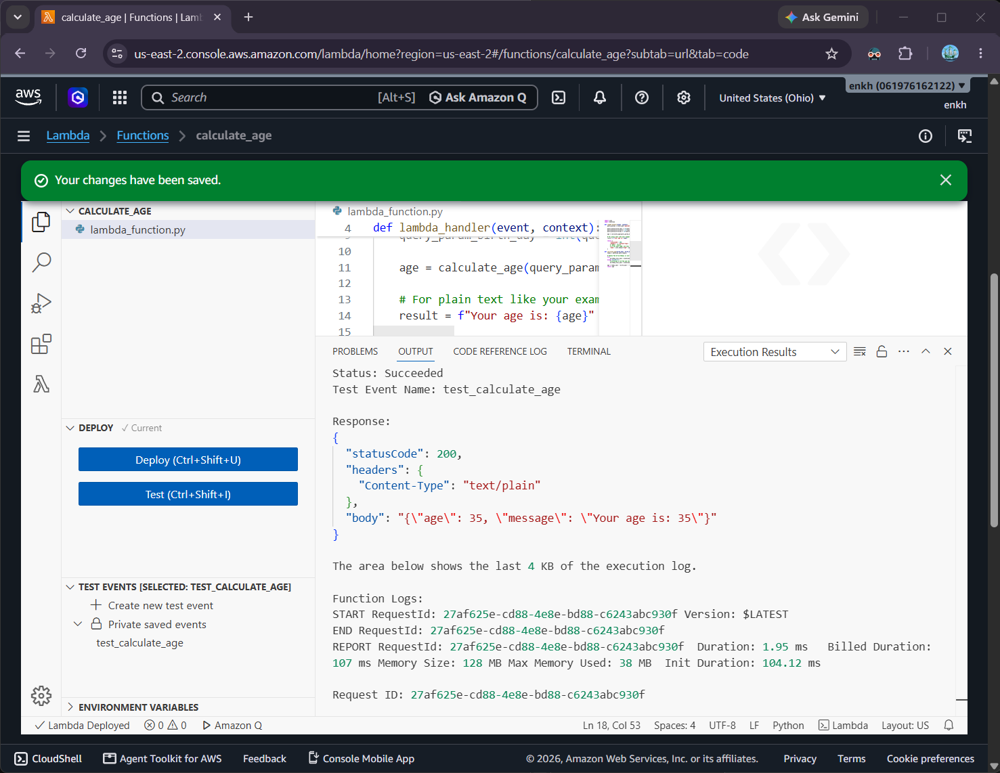 calculate_age | Functions | Lamb
Ask Gemini
us-east-2.console.aws.amazon.com/lambda/home?region=us-east-2#/functions/calculate_age?subtab=url&tab=code
aws
Search
[Alt+S]
Ask Amazon Q
United States (Ohio)
enkh (061976162122)
enkh
Lambda
Functions
calculate_age
Your changes have been saved.
CALCULATE_AGE
lambda_function.py
lambda_function.py
4 def lambda_handler(event, context):
query_param_birth_day = int(que
10
11 age = calculate_age(query_param
12
13 # For plain text like your exam
14 result = f"Your age is: {age}"
15
PROBLEMS
OUTPUT
CODE REFERENCE LOG
TERMINAL
Execution Results
Status: Succeeded
Test Event Name: test_calculate_age
Response:
{
"statusCode": 200,
"headers": {
"Content-Type": "text/plain"
},
"body": "{\"age\": 35, \"message\": \"Your age is: 35\"}"
}
The area below shows the last 4 KB of the execution log.
Function Logs:
START RequestId: 27af625e-cd88-4e8e-bd88-c6243abc930f Version: $LATEST
END RequestId: 27af625e-cd88-4e8e-bd88-c6243abc930f
REPORT RequestId: 27af625e-cd88-4e8e-bd88-c6243abc930f Duration: 1.95 ms Billed Duration:
107 ms Memory Size: 128 MB Max Memory Used: 38 MB Init Duration: 104.12 ms
Request ID: 27af625e-cd88-4e8e-bd88-c6243abc930f
DEPLOY ✓ Current
Deploy (Ctrl+Shift+U)
Test (Ctrl+Shift+I)
TEST EVENTS [SELECTED: TEST_CALCULATE_AGE]
Create new test event
Private saved events
test_calculate_age
ENVIRONMENT VARIABLES
Lambda Deployed
0
0
Amazon Q
Ln 18, Col 53
Spaces: 4
UTF-8
LF
Python
Lambda
Layout: US
CloudShell
Agent Toolkit for AWS
Feedback
Console Mobile App
© 2026, Amazon Web Services, Inc. or its affiliates.
Privacy
Terms
Cookie preferences